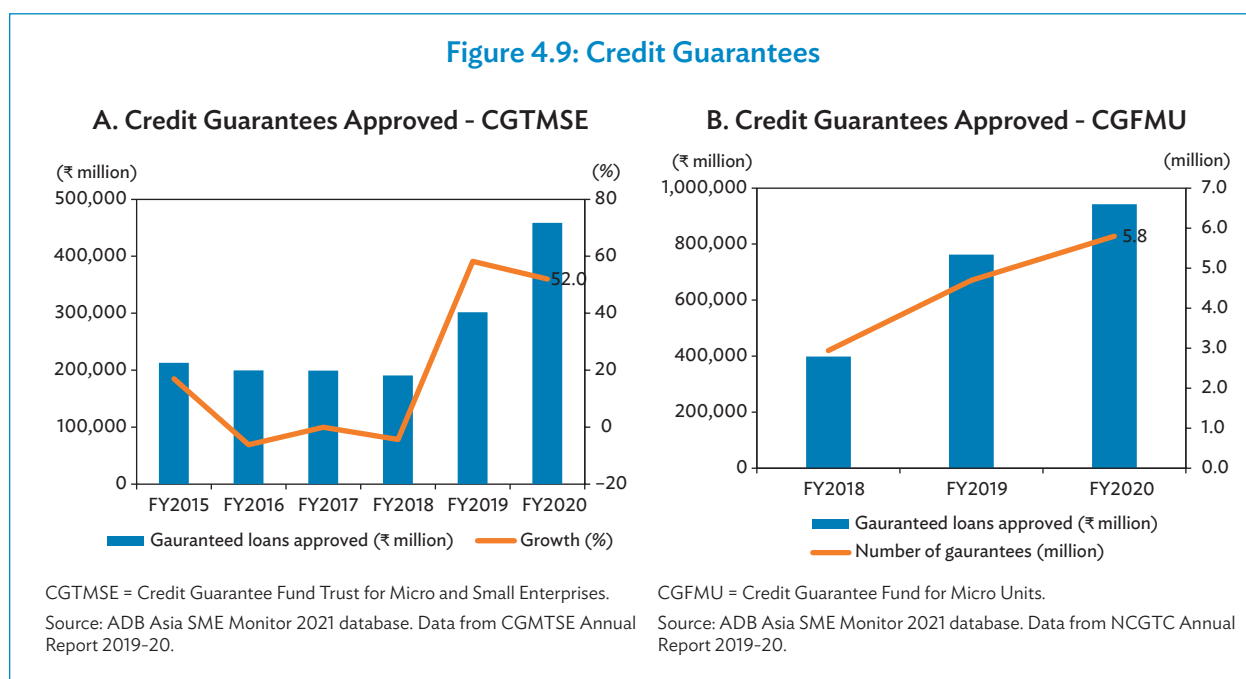 Figure 4.9: Credit Guarantees
A. Credit Guarantees Approved - CGTMSE
(₹ million)
(%)
500,000
400,000
300,000
200,000
100,000
0
80
60
40
20
0
–20
52.0
FY2015
FY2016
FY2017
FY2018
FY2019
FY2020
Gauranteed loans approved (₹ million)
Growth (%)
CGTMSE = Credit Guarantee Fund Trust for Micro and Small Enterprises.
Source: ADB Asia SME Monitor 2021 database. Data from CGMTSE Annual
Report 2019-20.
B. Credit Guarantees Approved - CGFMU
(₹ million)
(million)
1,000,000
800,000
600,000
400,000
200,000
0
7.0
6.0
5.0
4.0
3.0
2.0
1.0
0.0
5.8
FY2018
FY2019
FY2020
Gauranteed loans approved (₹ million)
Number of gaurantees (million)
CGFMU = Credit Guarantee Fund for Micro Units.
Source: ADB Asia SME Monitor 2021 database. Data from NCGTC Annual
Report 2019-20.